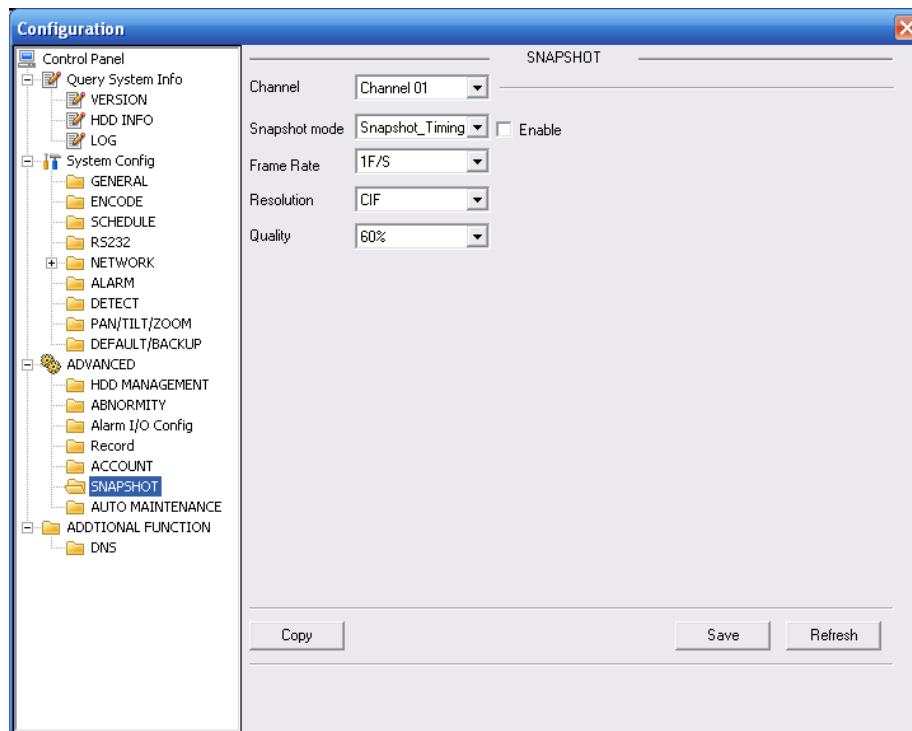 Configuration
Control Panel
Query System Info
VERSION
HDD INFO
LOG
System Config
GENERAL
ENCODE
SCHEDULE
RS232
NETWORK
ALARM
DETECT
PAN/TILT/ZOOM
DEFAULT/BACKUP
ADVANCED
HDD MANAGEMENT
ABNORMITY
Alarm I/O Config
Record
ACCOUNT
SNAPSHOT
AUTO MAINTENANCE
ADDTIONAL FUNCTION
DNS
SNAPSHOT
Channel Channel 01
Snapshot mode Snapshot_Timing Enable
Frame Rate 1F/S
Resolution CIF
Quality 60%
Copy Save Refresh